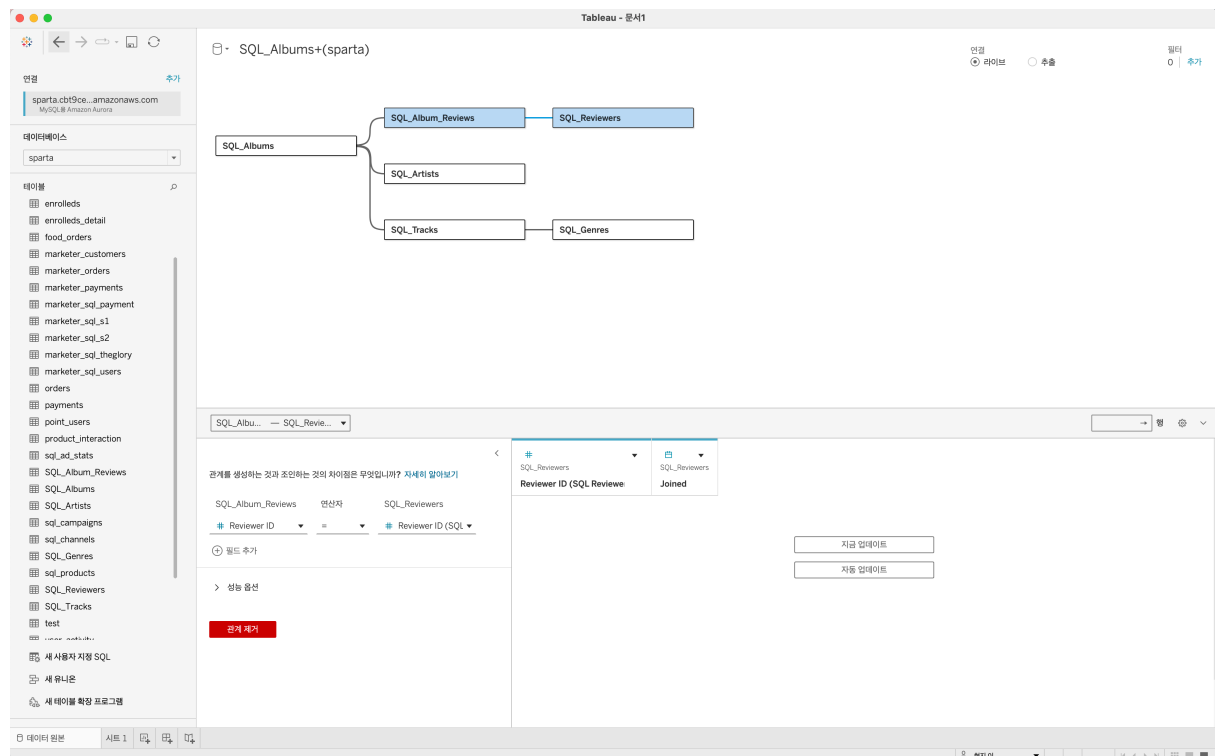 Tableau - 문서1
SQL_Albums+(sparta)
연결
라이브
추출
필터
0
추가
연결
추가
sparta.cbt9ce...amazonaws.com
MySQL용 Amazon Aurora
데이터베이스
sparta
테이블
enrolleds
enrolleds_detail
food_orders
marketer_customers
marketer_orders
marketer_payments
marketer_sql_payment
marketer_sql_s1
marketer_sql_s2
marketer_sql_theglory
marketer_sql_users
orders
payments
point_users
product_interaction
sql_ad_stats
SQL_Album_Reviews
SQL_Albums
SQL_Artists
sql_campaigns
sql_channels
SQL_Genres
sql_products
SQL_Reviewers
SQL_Tracks
test
새 사용자 지정 SQL
새 유니온
새 테이블 확장 프로그램
SQL_Albums
SQL_Album_Reviews
SQL_Reviewers
SQL_Artists
SQL_Tracks
SQL_Genres
SQL_Albu... — SQL_Revie...
행
관계를 생성하는 것과 조인하는 것의 차이점은 무엇입니까? 자세히 알아보기
SQL_Album_Reviews 연산자 SQL_Reviewers
# Reviewer ID = # Reviewer ID (SQL
필드 추가
성능 옵션
관계 제거
#
SQL_Reviewers
Reviewer ID (SQL Reviewe
SQL_Reviewers
Joined
지금 업데이트
자동 업데이트
데이터 원본
시트 1